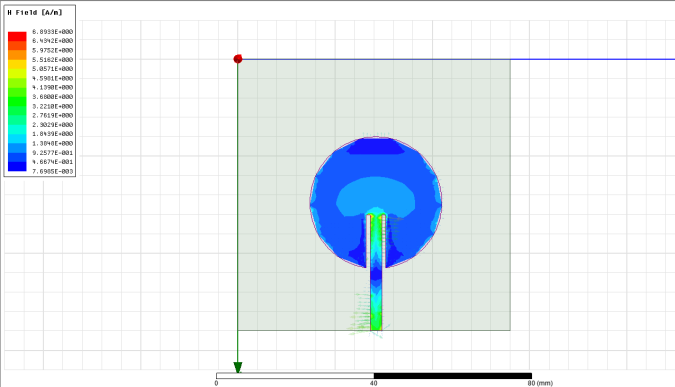 H Field [A/m]
6.8933E+000
6.4342E+000
5.9752E+000
5.5162E+000
5.0571E+000
4.5981E+000
4.1390E+000
3.6800E+000
3.2210E+000
2.7619E+000
2.3029E+000
1.8439E+000
1.3848E+000
9.2577E-001
4.6674E-001
7.6985E-003
0 40 80 (mm)